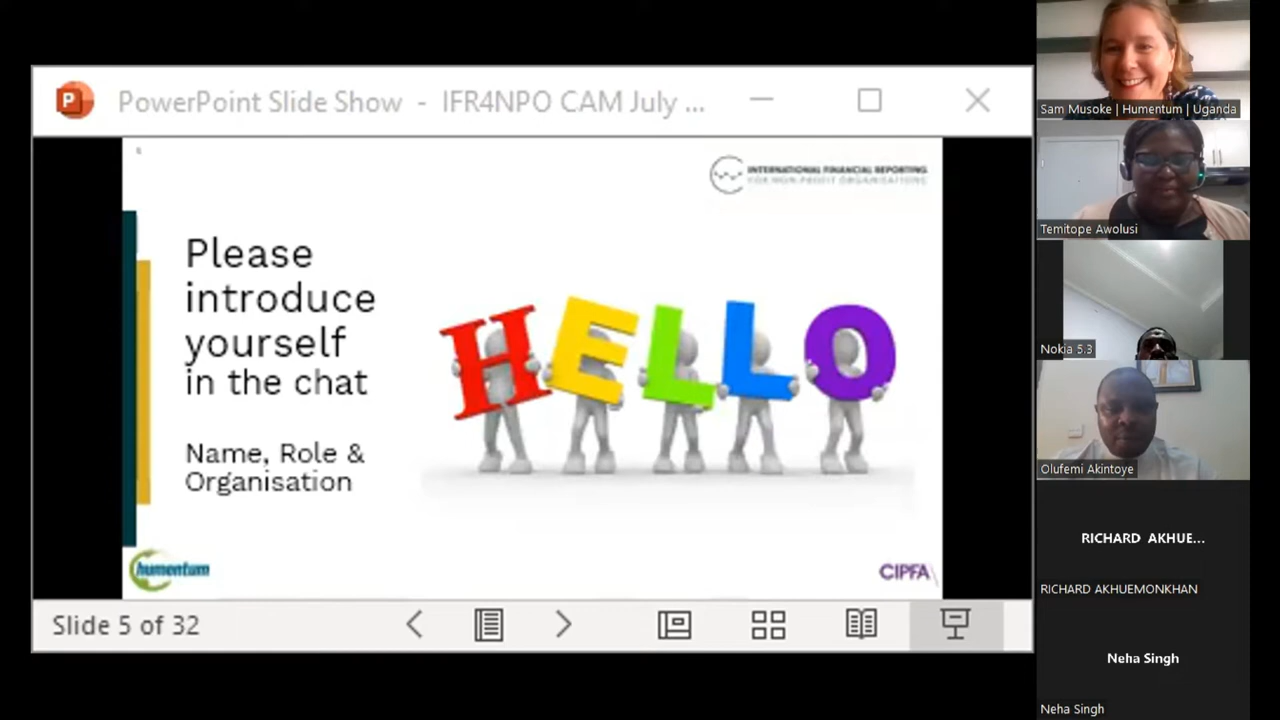 PowerPoint Slide Show - IFR4NPO CAM July ...
INTERNATIONAL FINANCIAL REPORTING
FOR NON-PROFIT ORGANISATIONS
Please
introduce
yourself
in the chat
HELLO
Name, Role &
Organisation
humentum
CIPFA
Slide 5 of 32
Sam Musoke | Humentum | Uganda
Temitope Awolusi
Nokia 5.3
Olufemi Akintoye
RICHARD AKHUE...
RICHARD AKHUEMONKHAN
Neha Singh
Neha Singh